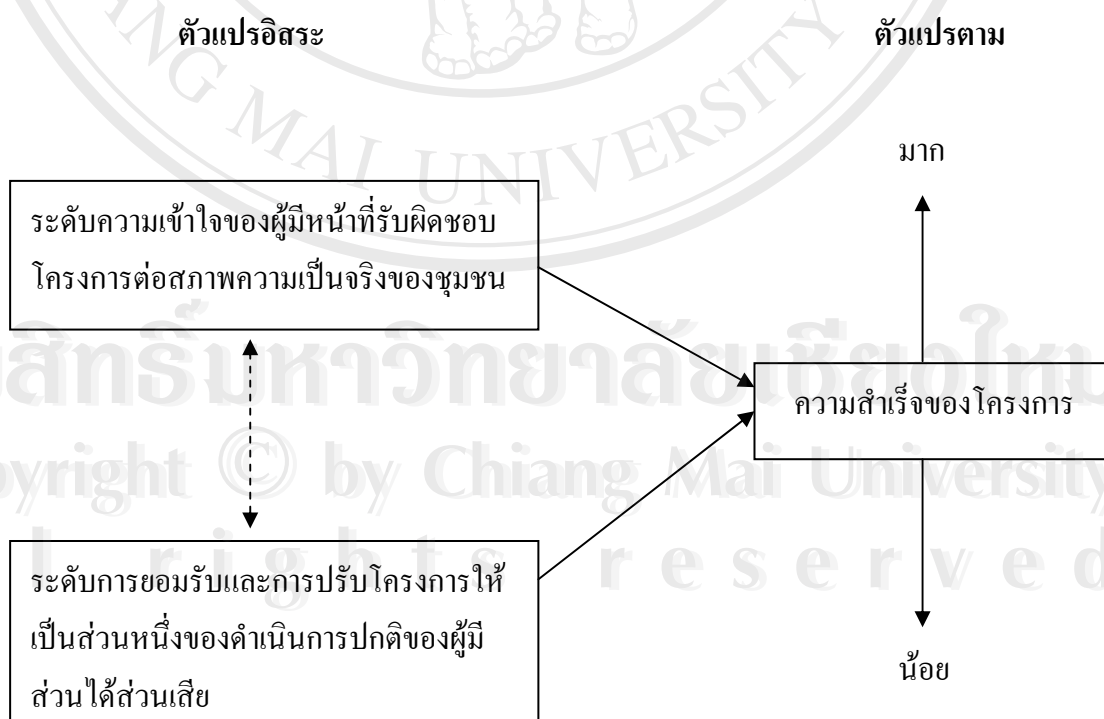 ตัวแปรอิสระ
ตัวแปรตาม
มาก
ระดับความเข้าใจของผู้มีหน้าที่รับผิดชอบ
โครงการต่อสภาพความเป็นจริงของชุมชน
ความสำเร็จของโครงการ
ระดับการยอมรับและการปรับโครงการให้
เป็นส่วนหนึ่งของดำเนินการปกติของผู้มี
ส่วนได้ส่วนเสีย
น้อย
ANG MAI UNIVERSITY
สิทธิ์มหาวิทยาลัยเชียงใหม่
pyright © by Chiang Mai University
l rights reserved